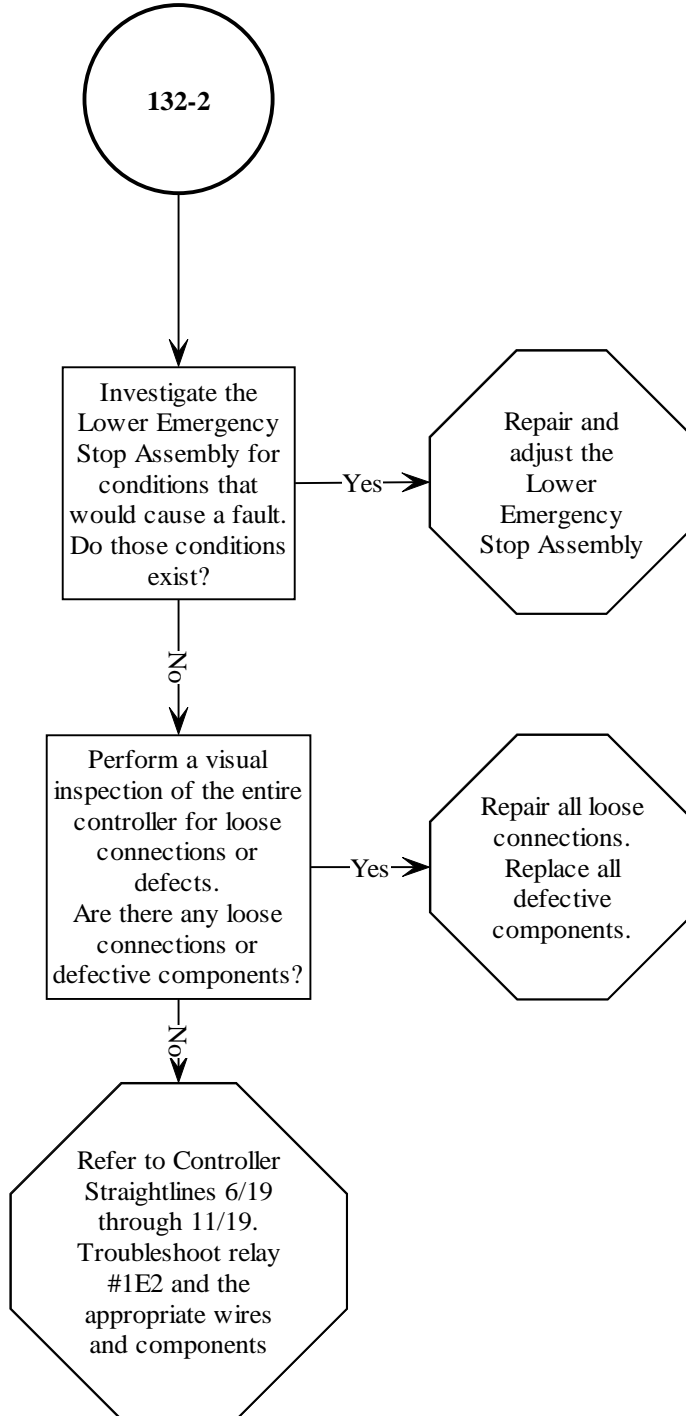 132-2
Investigate the
Lower Emergency
Stop Assembly for
conditions that
would cause a fault.
Do those conditions
exist?
Yes
Repair and
adjust the
Lower
Emergency
Stop Assembly
No
Perform a visual
inspection of the entire
controller for loose
connections or
defects.
Are there any loose
connections or
defective components?
Yes
Repair all loose
connections.
Replace all
defective
components.
No
Refer to Controller
Straightlines 6/19
through 11/19.
Troubleshoot relay
#1E2 and the
appropriate wires
and components